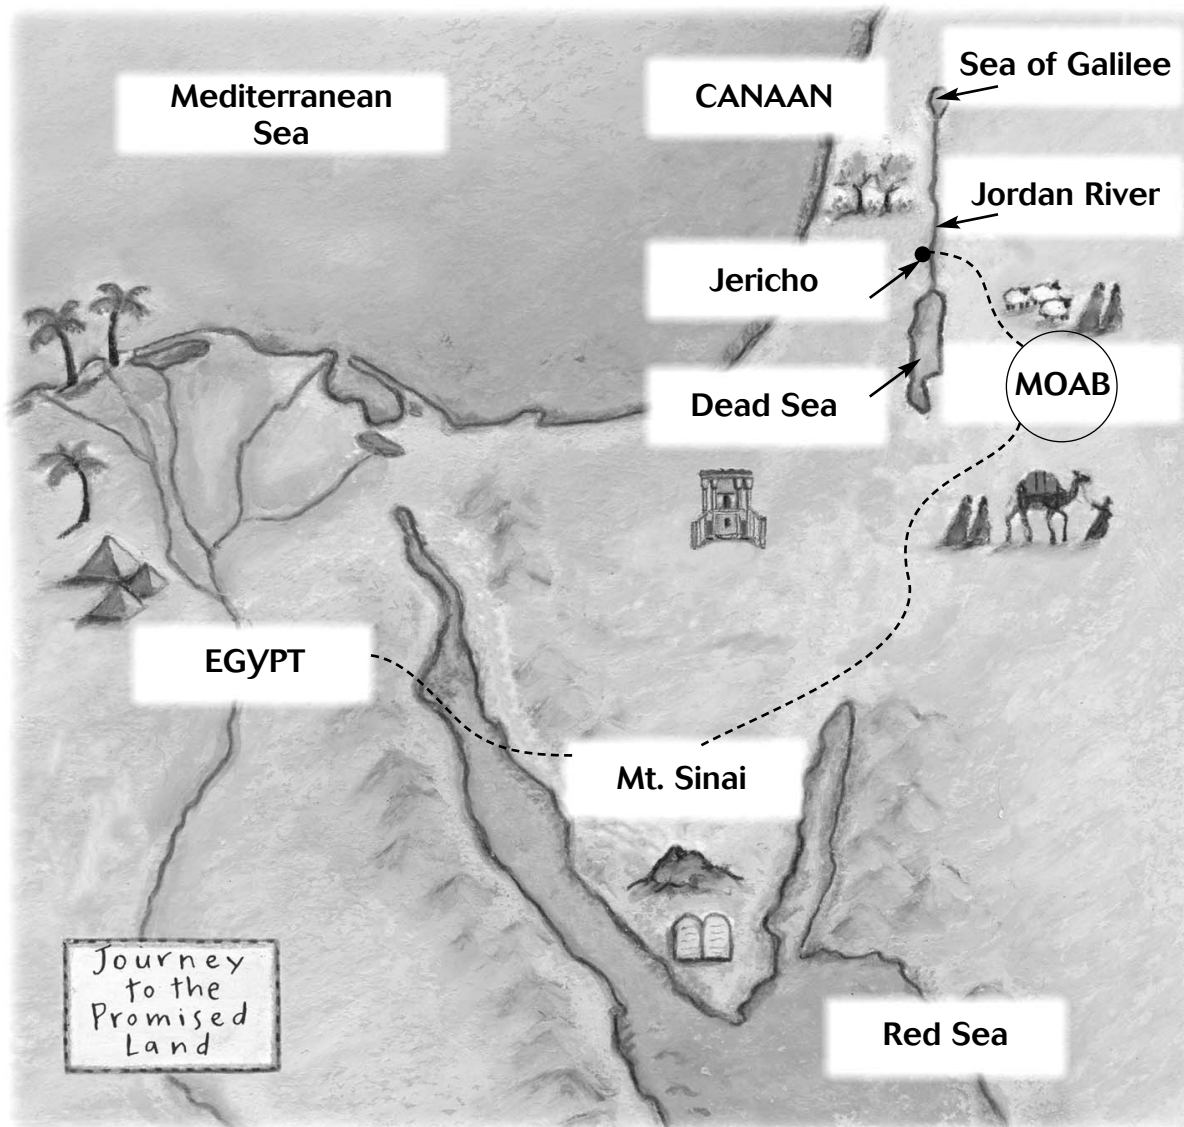 Mediterranean
Sea
CANAAN
Sea of Galilee
Jordan River
Jericho
Dead Sea
MOAB
EGYPT
Mt. Sinai
Red Sea
Journey
to the
Promised
Land